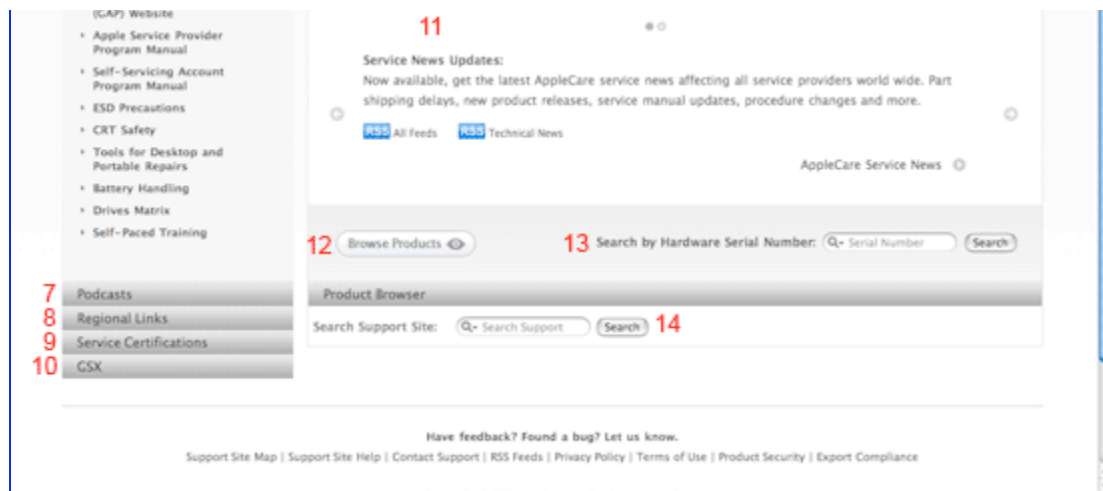 (GAP) Website
Apple Service Provider
Program Manual
Self-Servicing Account
Program Manual
ESD Precautions
CRT Safety
Tools for Desktop and
Portable Repairs
Battery Handling
Drives Matrix
Self-Paced Training
7 Podcasts
8 Regional Links
9 Service Certifications
10 GSX
11
Service News Updates:
Now available, get the latest AppleCare service news affecting all service providers world wide. Part
shipping delays, new product releases, service manual updates, procedure changes and more.
RSS All Feeds RSS Technical News
AppleCare Service News
12 Browse Products 13 Search by Hardware Serial Number: Serial Number Search
Product Browser
Search Support Site: Search Support Search 14
Have feedback? Found a bug? Let us know.
Support Site Map | Support Site Help | Contact Support | RSS Feeds | Privacy Policy | Terms of Use | Product Security | Export Compliance